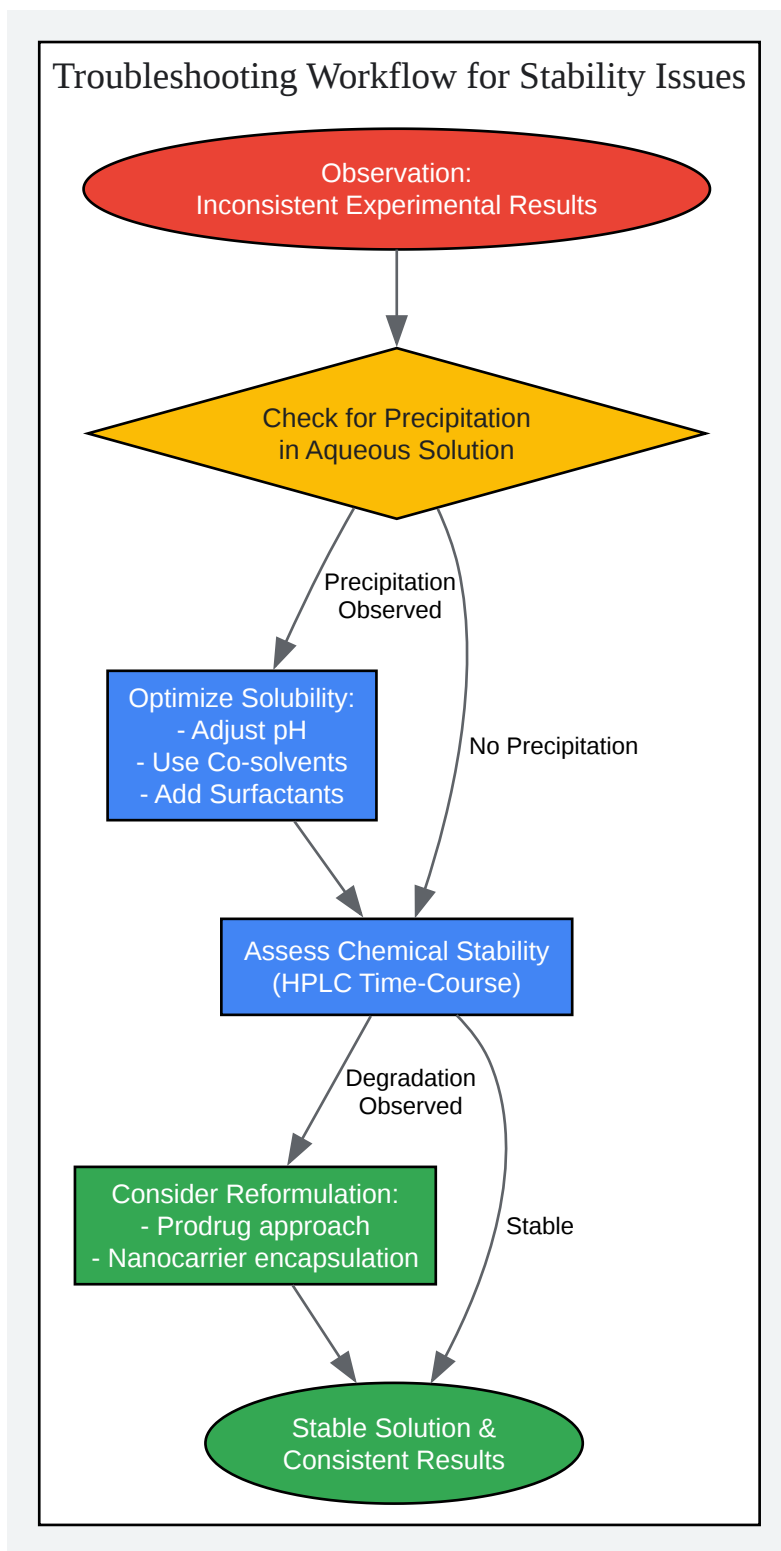 Troubleshooting Workflow for Stability Issues
Observation:
Inconsistent Experimental Results
Check for Precipitation
in Aqueous Solution
Precipitation
Observed
Optimize Solubility:
- Adjust pH
- Use Co-solvents
- Add Surfactants
No Precipitation
Assess Chemical Stability
(HPLC Time-Course)
Degradation
Observed
Consider Reformulation:
- Prodrug approach
- Nanocarrier encapsulation
Stable
Stable Solution &
Consistent Results